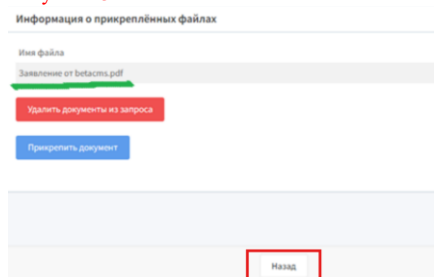 Информация о прикреплённых файлах
Имя файла
Заявление от betacms.pdf
Удалить документы из запроса
Прикрепить документ
Назад